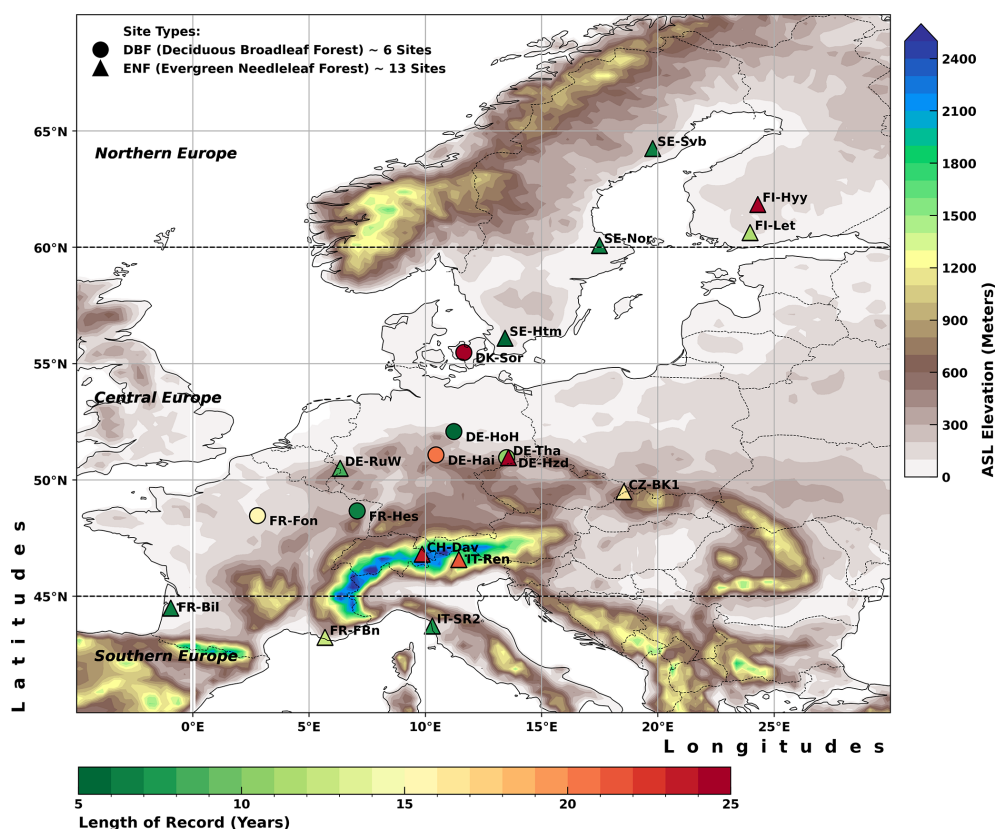 Site Types:
DBF (Deciduous Broadleaf Forest) ~ 6 Sites
ENF (Evergreen Needleleaf Forest) ~ 13 Sites
2400
2100
1800
1500
1200
900
600
300
0
ASL Elevation (Meters)
65°N
60°N
55°N
50°N
45°N
Latitudes
Northern Europe
Central Europe
Southern Europe
SE-Svb
FI-Hyy
FI-Let
SE-Nor
SE-Htm
DK-Sor
DE-HoH
DE-Tha
DE-RuW
DE-Hai
DE-Hzd
CZ-BK1
FR-Fon
FR-Hes
CH-Dav
IT-Ren
FR-Bil
IT-SR2
FR-FBn
0°E
5°E
10°E
15°E
20°E
25°E
Longitudes
5
10
15
20
25
Length of Record (Years)